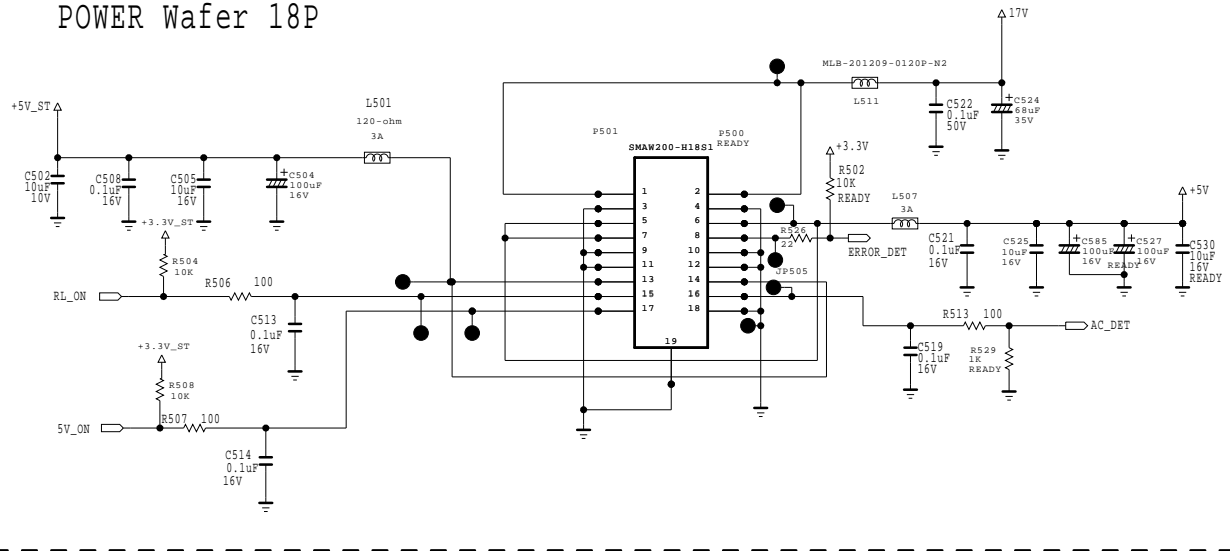 POWER Wafer 18P
17V
MLB-201209-0120P-N2
L511
C522
0.1uF
50V
C524
68uF
35V
+5V_ST
L501
120-ohm
3A
P501
P500
READY
SMAW200-H18S1
+3.3V
R502
10K
READY
C502
10uF
10V
C508
0.1uF
16V
C505
10uF
16V
C504
100uF
16V
+3.3V_ST
R504
10K
R506 100
RL_ON
C513
0.1uF
16V
+3.3V_ST
R508
10K
R507 100
5V_ON
C514
0.1uF
16V
1 2
3 4
5 6
7 8
9 10
11 12
13 14
15 16
17 18
19
R526
22
ERROR_DET
JP505
L507
3A
+5V
C521
0.1uF
16V
C525
10uF
16V
C585
100uF
16V
C527
100uF
16V
READY
C530
10uF
16V
READY
R513 100
AC_DET
C519
0.1uF
16V
R529
1K
READY